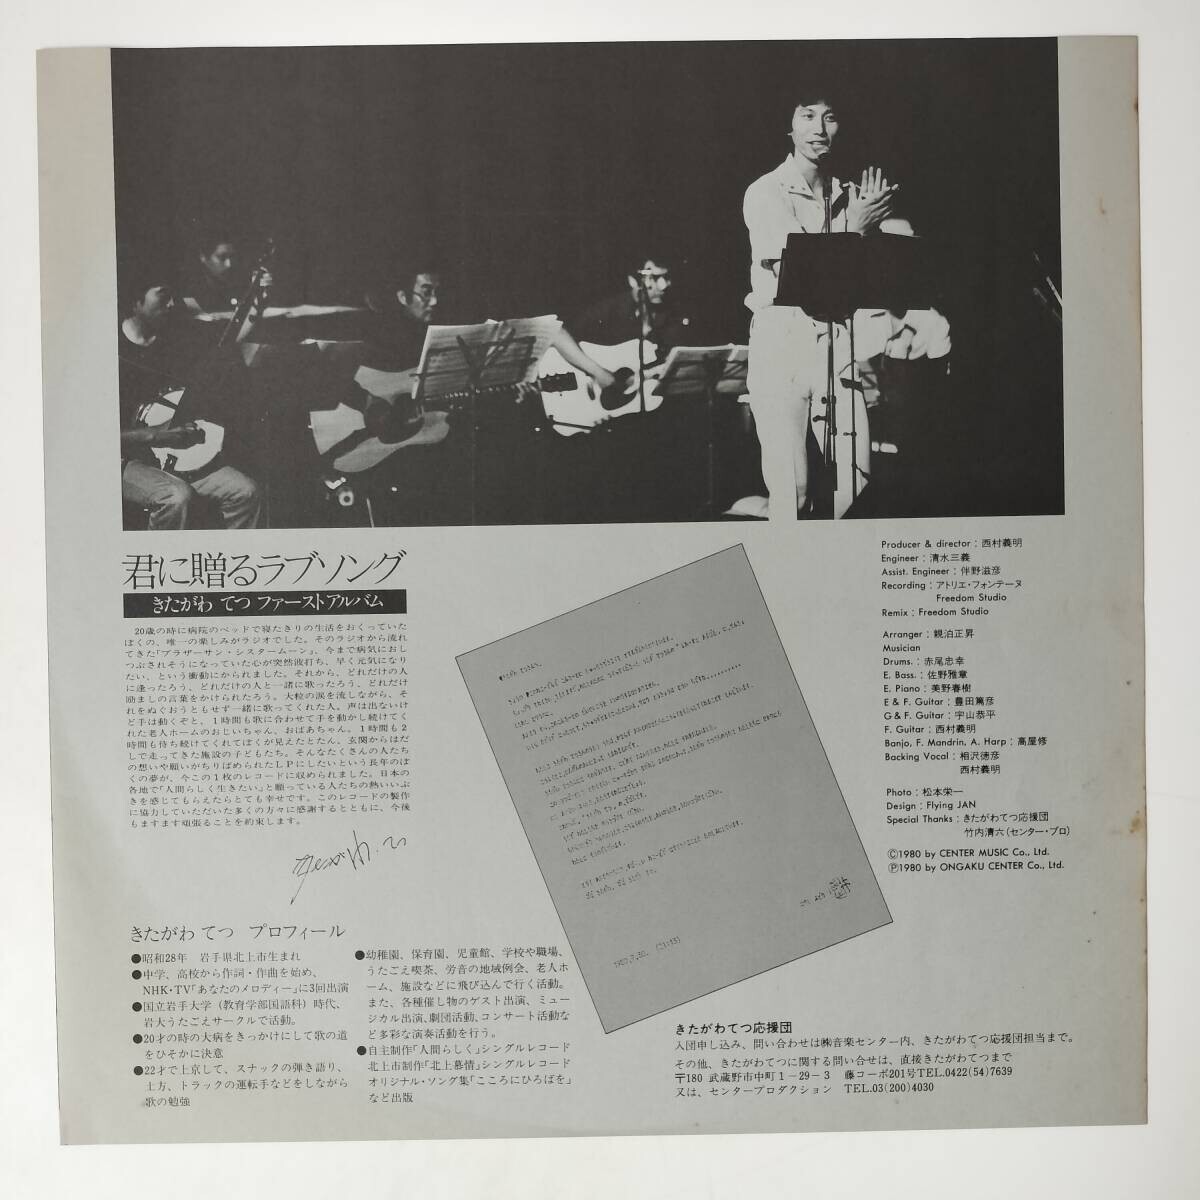 君に贈るラブソング
きたがわ てつ ファーストアルバム
20歳の時に病院のベッドで寝たきりの生活をおくっていた
ぼくの、唯一の楽しみがラジオでした。そのラジオから流れ
てきた「ブラザーサン・シスタームーン」、今まで病気におし
つぶされそうになっていた心が突然波打ち、早く元気になり
たい、という衝動にかられました。それから、どれだけの人
に逢ったろう、どれだけの人と一緒に歌ったろう、どれだけ
励ましの言葉をかけられたろう。大粒の涙を流しながら、そ
れをぬぐおうともせず一緒に歌ってくれた人。声は出ないけ
ど手は動くぞと、1時間も歌に合わせて手を動かし続けてく
れた老人ホームのおじいちゃん、おばあちゃん。1時間も2
時間も待ち続けてくれてぼくが見えたとたん、玄関からはだ
しで走ってきた施設の子どもたち。そんなたくさんの人たち
の想いや願いがちりばめられたLPにしたいという長年のぼ
くの夢が、今この1枚のレコードに収められました。日本の
各地で「人間らしく生きたい」と願っている人たちの熱いいぶ
きを感じてもらえたらとても幸せです。このレコードの製作
に協力していただいた多くの方々に感謝するとともに、今後
もますます頑張ることを約束します。
きたがわ・てつ
きたがわ てつ プロフィール
●昭和28年 岩手県北上市生まれ
●中学、高校から作詞・作曲を始め、
NHK・TV「あなたのメロディー」に3回出演
●国立岩手大学(教育学部国語科)時代、
岩大うたごえサークルで活動。
●20才の時の大病をきっかけにして歌の道
をひそかに決意
●22才で上京して、スナックの弾き語り、
土方、トラックの運転手などをしながら
歌の勉強
●幼稚園、保育園、児童館、学校や職場、
うたごえ喫茶、労音の地域例会、老人ホ
ーム、施設などに飛び込んで行く活動。
また、各種催し物のゲスト出演、ミュー
ジカル出演、劇団活動、コンサート活動な
ど多彩な演奏活動を行う。
●自主制作「人間らしく」シングルレコード
北上市制作「北上慕情」シングルレコード
オリジナル・ソング集「こころにひろばを」
など出版
Producer & director : 西村義明
Engineer : 清水三義
Assist. Engineer : 伴野滋彦
Recording : アトリエ・フォンテーヌ
Freedom Studio
Remix : Freedom Studio
Arranger : 親泊正昇
Musician
Drums. : 赤尾忠幸
E. Bass. : 佐野雅章
E. Piano : 美野春樹
E & F. Guitar : 豊田篤彦
G & F. Guitar : 宇山恭平
F. Guitar : 西村義明
Banjo, F. Mandrin, A. Harp : 高屋修
Backing Vocal : 相沢徳彦
西村義明
Photo : 松本栄一
Design : Flying JAN
Special Thanks : きたがわてつ応援団
竹内清六(センター・プロ)
Ⓒ1980 by CENTER MUSIC Co., Ltd.
Ⓟ1980 by ONGAKU CENTER Co., Ltd.
きたがわてつ応援団
入団申し込み、問い合わせは㈱音楽センター内、きたがわてつ応援団担当まで。
その他、きたがわてつに関する問い合せは、直接きたがわてつまで
〒180 武蔵野市中町1-29-3 藤コーポ201号TEL.0422(54)7639
又は、センタープロダクション TEL.03(200)4030